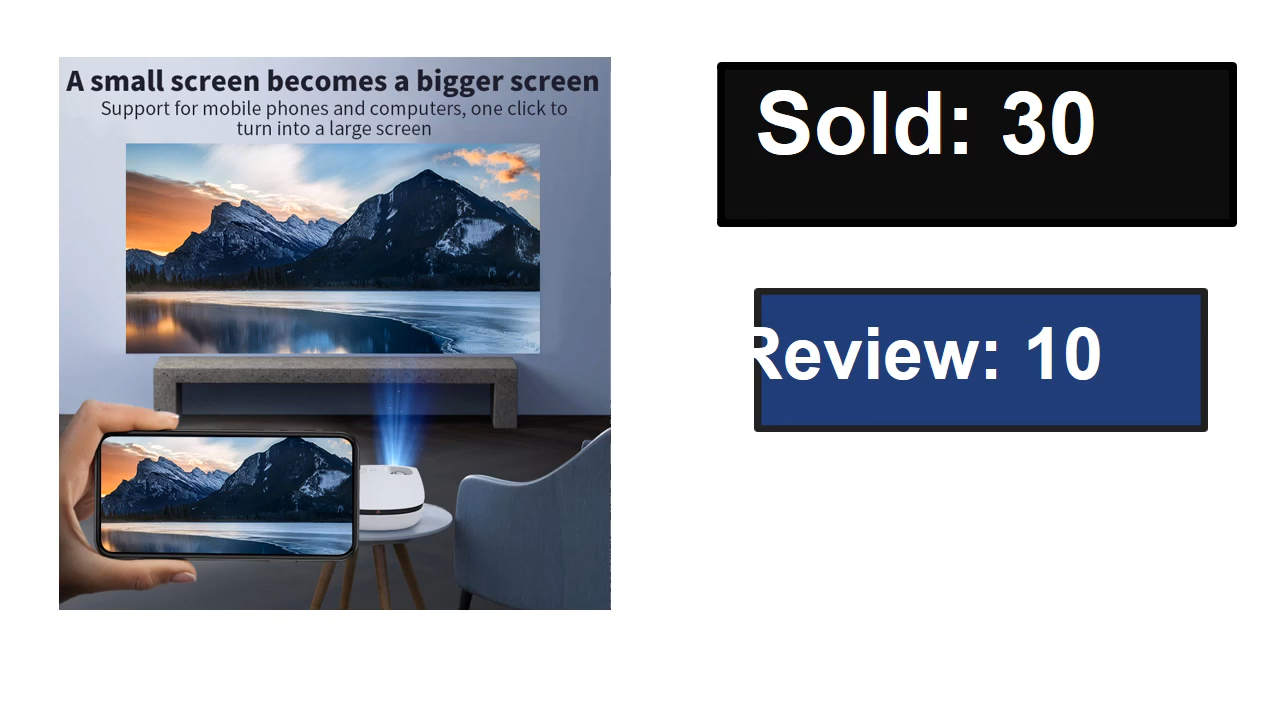 A small screen becomes a bigger screen
Support for mobile phones and computers, one click to
turn into a large screen
Sold: 30
Review: 10